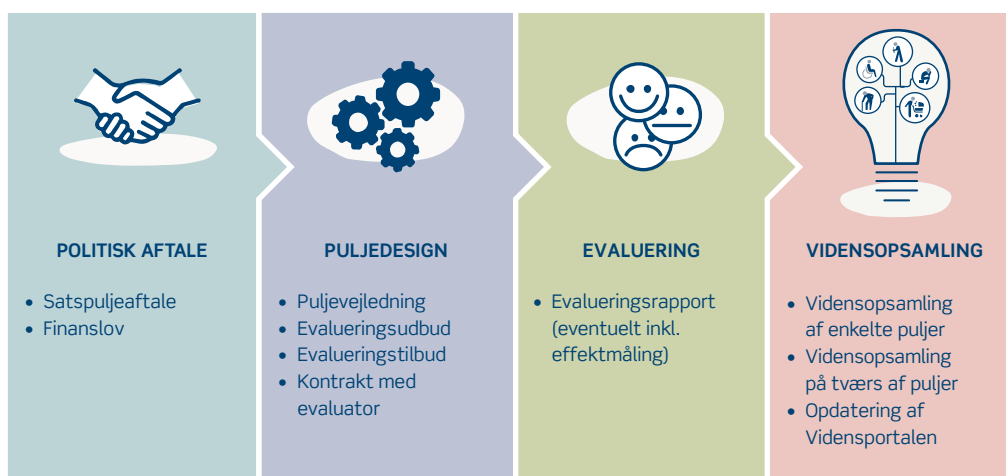 POLITISK AFTALE
• Satspuljeaftale
• Finanslov
PULJEDESIGN
• Puljevejledning
• Evalueringsudbud
• Evalueringstilbud
• Kontrakt med
evaluator
EVALUERING
• Evalueringsrapport
(eventuelt inkl.
effektmåling)
VIDENSOPSAMLING
• Vidensopsamling
af enkelte puljer
• Vidensopsamling
på tværs af puljer
• Opdatering af
Vidensportalen